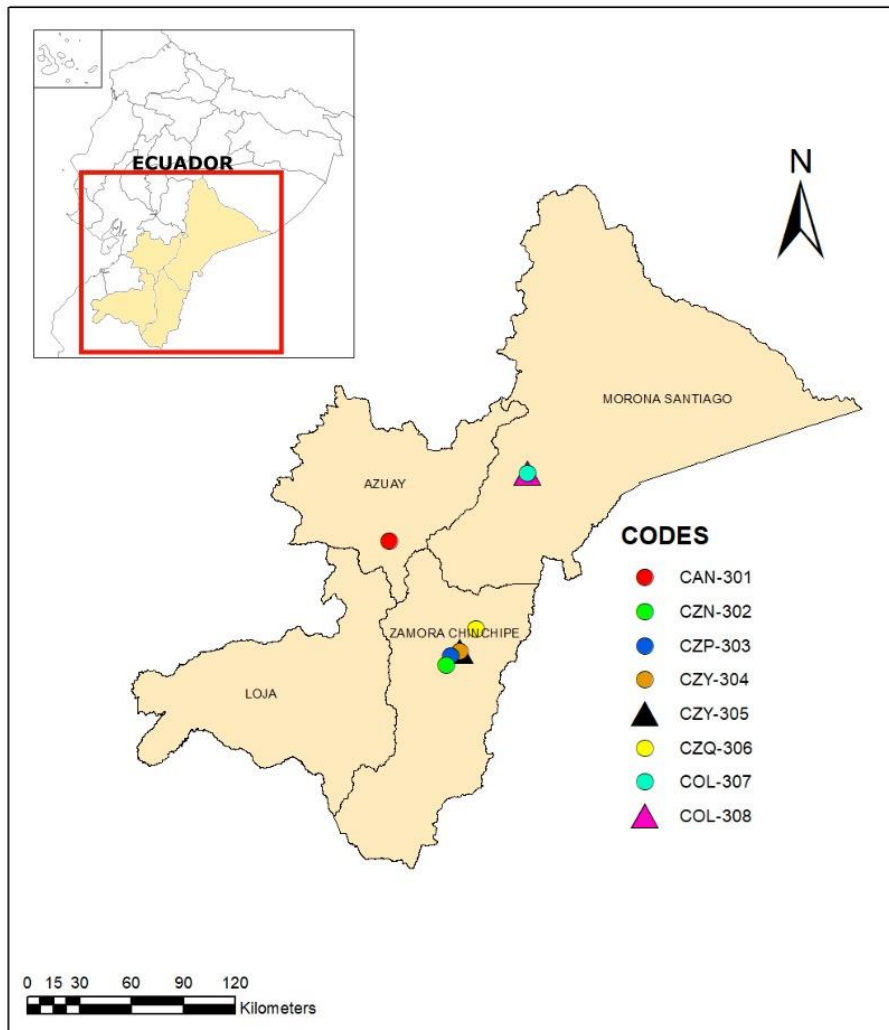 ECUADOR
N
MORONA SANTIAGO
AZUAY
CODES
CAN-301
CZN-302
ZAMORA CHINCHIPE
CZP-303
CZY-304
LOJA
CZY-305
CZQ-306
COL-307
COL-308
0 15 30 60 90 120
Kilometers